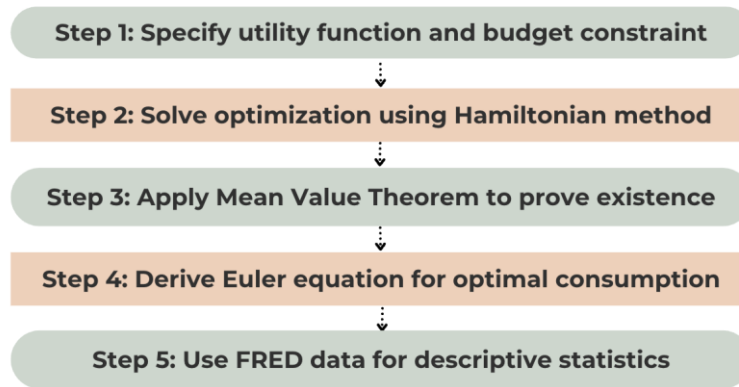 Step 1: Specify utility function and budget constraint
Step 2: Solve optimization using Hamiltonian method
Step 3: Apply Mean Value Theorem to prove existence
Step 4: Derive Euler equation for optimal consumption
Step 5: Use FRED data for descriptive statistics